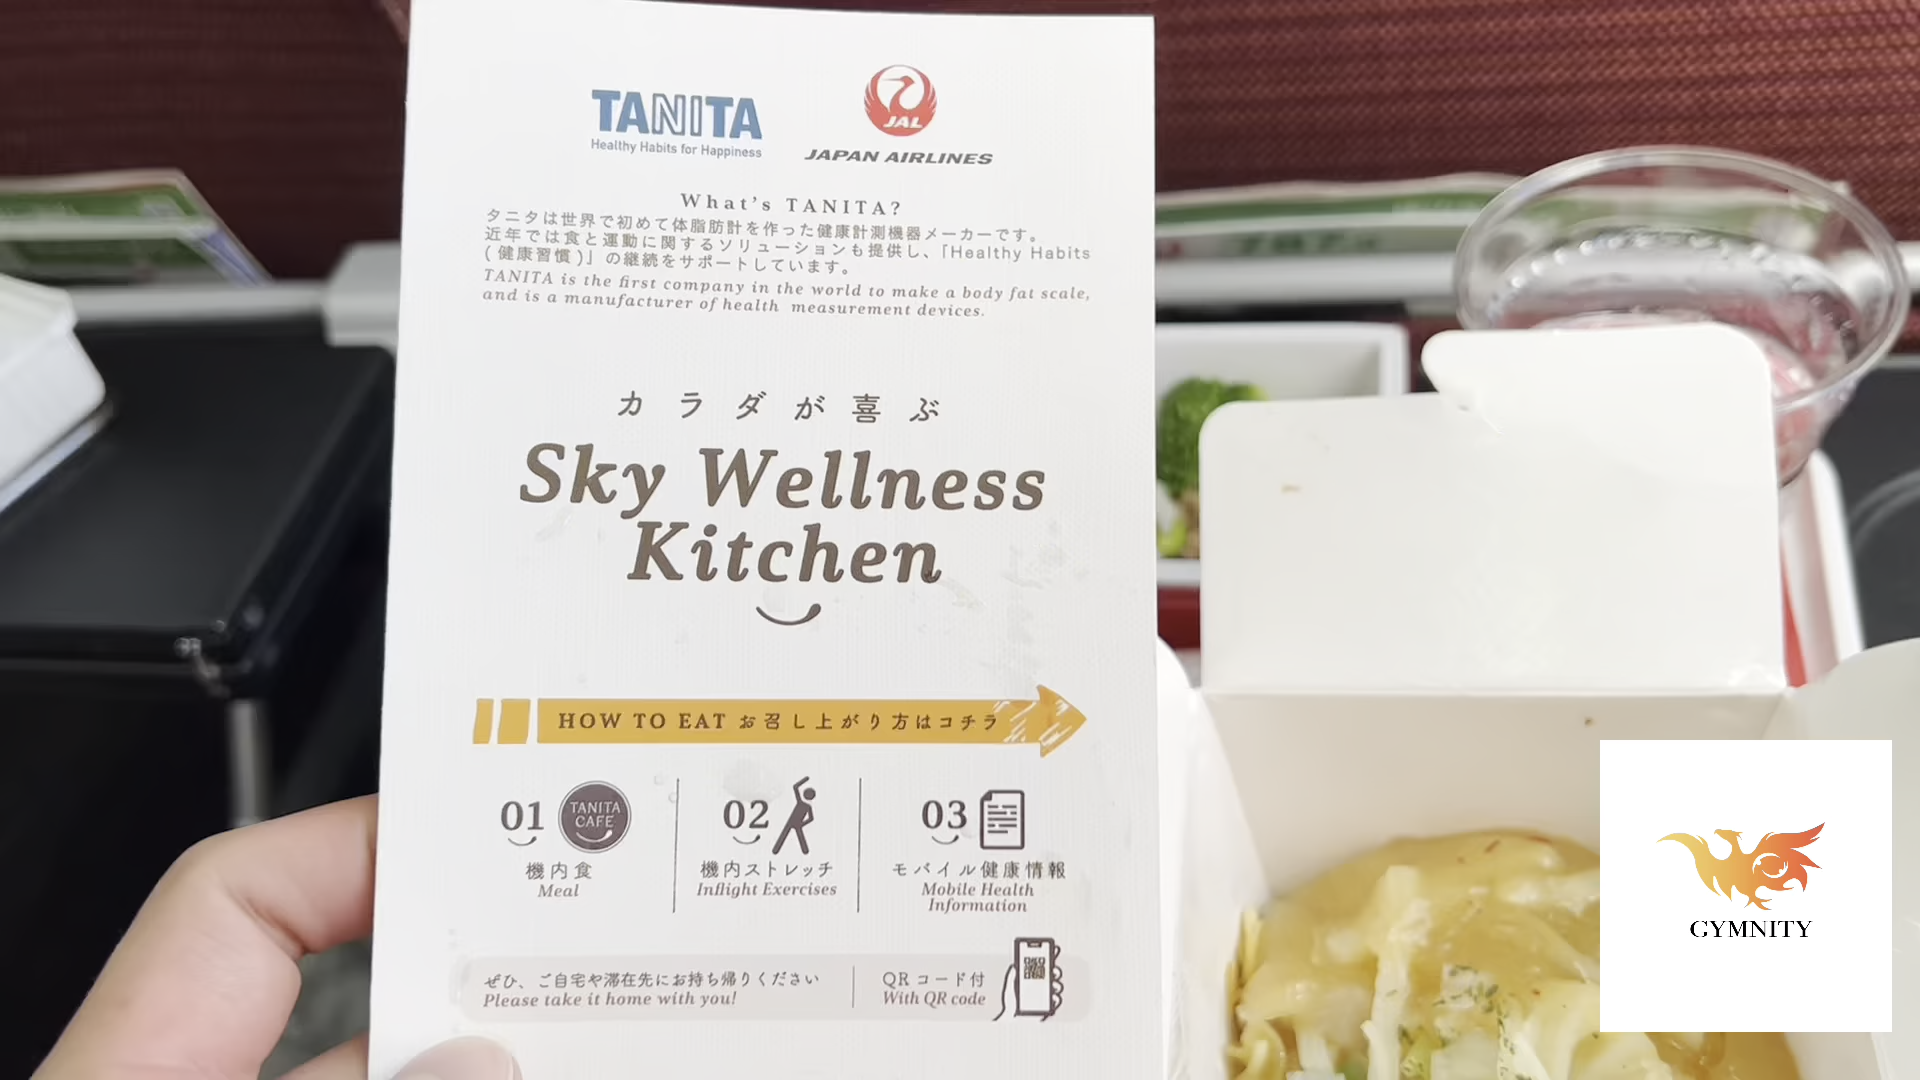 TANITA
Healthy Habits for Happiness
JAL
JAPAN AIRLINES
What's TANITA?
タニタは世界で初めて体脂肪計を作った健康計測機器メーカーです。
近年では食と運動に関するソリューションも提供し、「Healthy Habits
(健康習慣)」の継続をサポートしています。
TANITA is the first company in the world to make a body fat scale,
and is a manufacturer of health measurement devices.
カラダが喜ぶ
Sky Wellness
Kitchen
HOW TO EAT お召し上がり方はコチラ
01
TANITA
CAFE
機内食
Meal
02
機内ストレッチ
Inflight Exercises
03
モバイル健康情報
Mobile Health
Information
ぜひ、ご自宅や滞在先にお持ち帰りください
Please take it home with you!
QRコード付
With QR code
GYMNITY